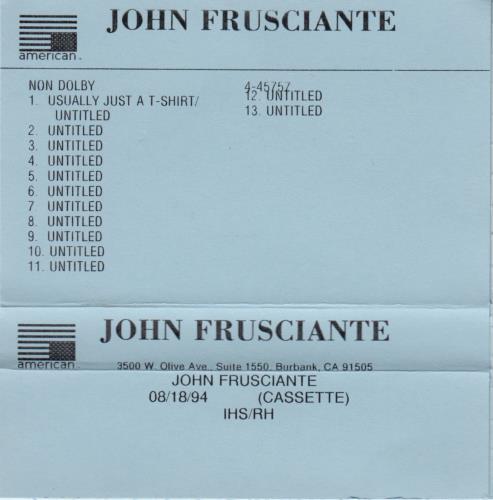 JOHN FRUSCIANTE
american
NON DOLBY
4-45757
1. USUALLY JUST A T-SHIRT/
UNTITLED
2. UNTITLED
3. UNTITLED
4. UNTITLED
5. UNTITLED
6. UNTITLED
7. UNTITLED
8. UNTITLED
9. UNTITLED
10. UNTITLED
11. UNTITLED
12. UNTITLED
13. UNTITLED
JOHN FRUSCIANTE
american
3500 W. Olive Ave., Suite 1550, Burbank, CA 91505
JOHN FRUSCIANTE
08/18/94 (CASSETTE)
IHS/RH